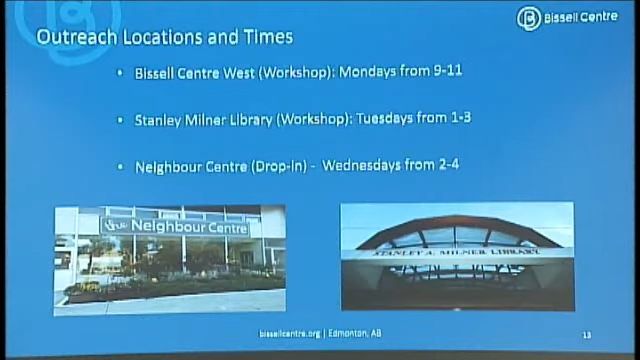 Bissell Centre
Outreach Locations and Times
• Bissell Centre West (Workshop): Mondays from 9-11
• Stanley Milner Library (Workshop): Tuesdays from 1-3
• Neighbour Centre (Drop-In) - Wednesdays from 2-4
Neighbour Centre
STANLEY A. MILNER LIBRARY
bissellcentre.org | Edmonton, AB
13